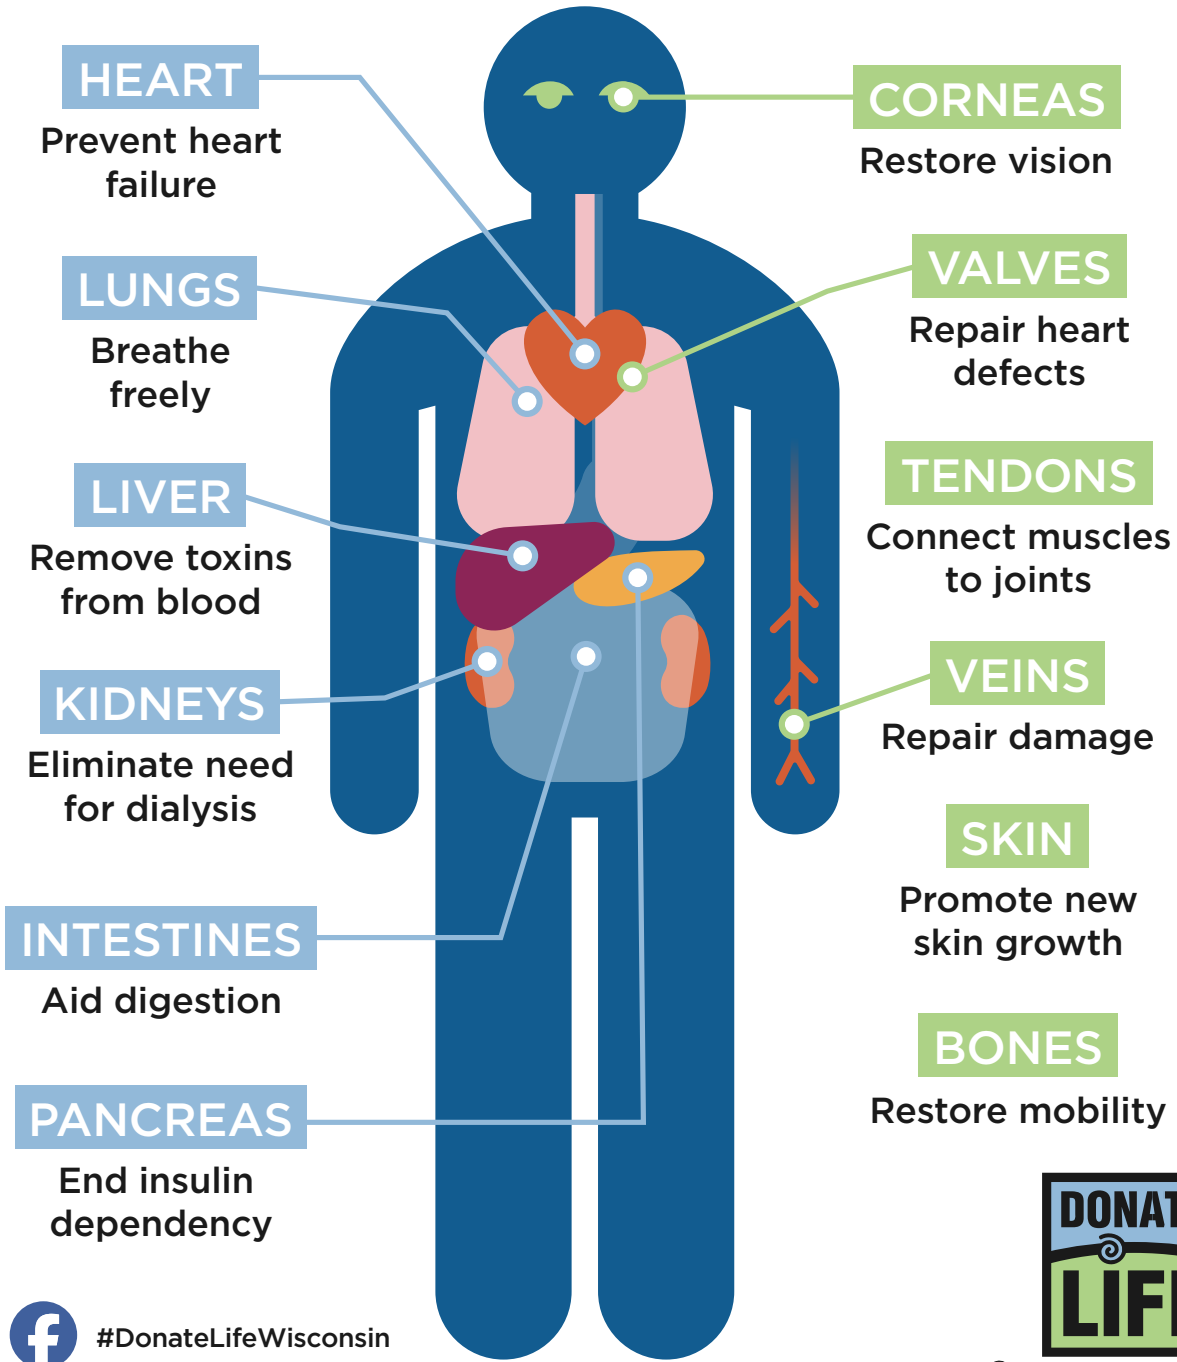 HEART
Prevent heart
failure
LUNGS
Breathe
freely
LIVER
Remove toxins
from blood
KIDNEYS
Eliminate need
for dialysis
INTESTINES
Aid digestion
PANCREAS
End insulin
dependency
#DonateLifeWisconsin
CORNEAS
Restore vision
VALVES
Repair heart
defects
TENDONS
Connect muscles
to joints
VEINS
Repair damage
SKIN
Promote new
skin growth
BONES
Restore mobility